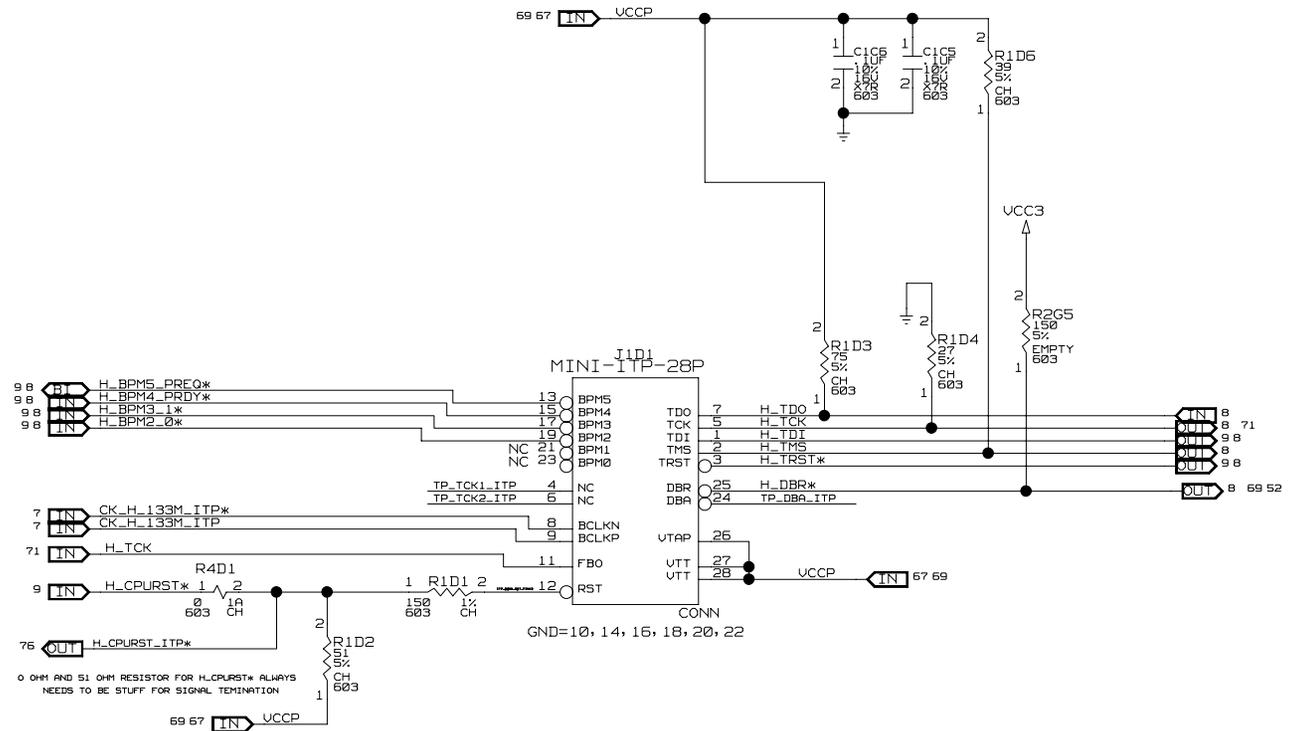 69 67 IN VCCP
1 C1C6 .1UF 10% 16V X7R 603 2
1 C1C5 .1UF 10% 16V X7R 603 2
2 R1D6 39 5% CH 603 1
VCC3
2 R2G5 150 5% EMPTY 603 1
2 R1D3 75 5% CH 603 1
2 R1D4 27 5% CH 603 1
J1D1
MINI-ITP-28P
9 8 BI H_BPM5_PREQ* 13 BPM5
9 8 IN H_BPM4_PRDY* 15 BPM4
9 8 IN H_BPM3_1* 17 BPM3
9 8 IN H_BPM2_0* 19 BPM2
NC 21 BPM1
NC 23 BPM0
TP_TCK1_ITP 4 NC
TP_TCK2_ITP 6 NC
7 IN CK_H_133M_ITP* 8 BCLKN
7 IN CK_H_133M_ITP 9 BCLKP
71 IN H_TCK 11 FBO
9 IN H_CPURST* 1 R4D1 2 0 1A 603 CH
1 R1D1 2 150 1% 603 CH
12 RST
TDO 7 H_TDO IN 8
TCK 5 H_TCK OUT 8 71
TDI 1 H_TDI OUT 9 8
TMS 2 H_TMS OUT 8
TRST 3 H_TRST* OUT 9 8
DBR 25 H_DBR* OUT 8 69 52
DBA 24 TP_DBA_ITP
VTAP 26
VTT 27
VTT 28 VCCP IN 67 69
CONN
GND=10,14,16,18,20,22
76 OUT H_CPURST_ITP*
2 R1D2 51 5% CH 603 1
0 OHM AND 51 OHM RESISTOR FOR H_CPURST* ALWAYS
NEEDS TO BE STUFF FOR SIGNAL TEMINATION
69 67 IN VCCP